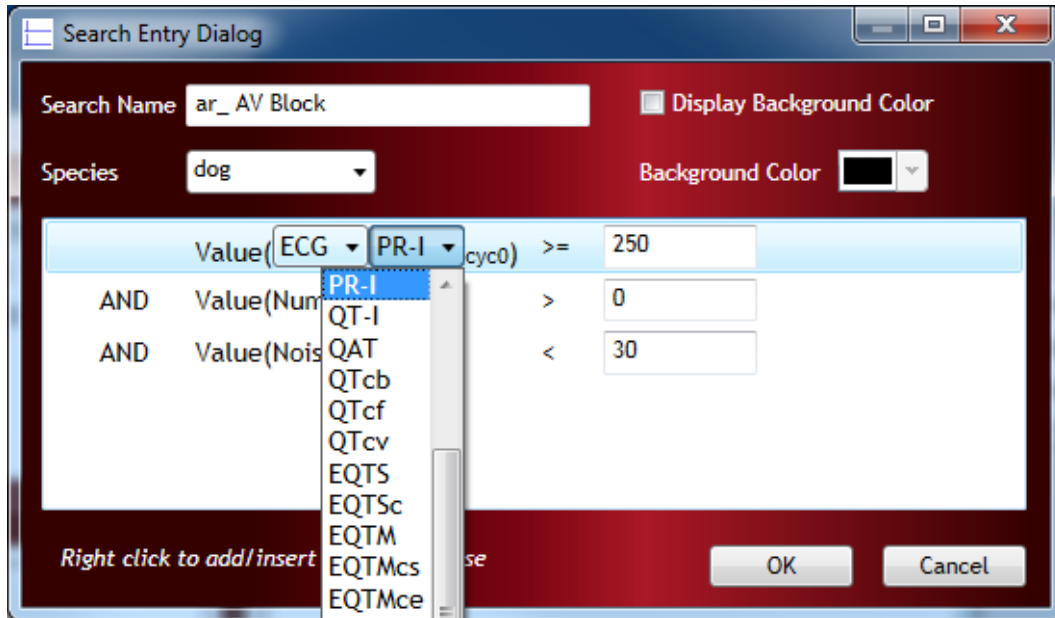 Search Entry Dialog
Search Name ar_ AV Block Display Background Color
Species dog Background Color
Value( ECG PR-I cyc0) >= 250
AND Value(Num > 0
AND Value(Nois < 30
PR-I
QT-I
QAT
QTcb
QTcf
QTcv
EQTS
EQTSc
EQTM
EQTMcs
EQTMce
Right click to add/insert se
OK Cancel